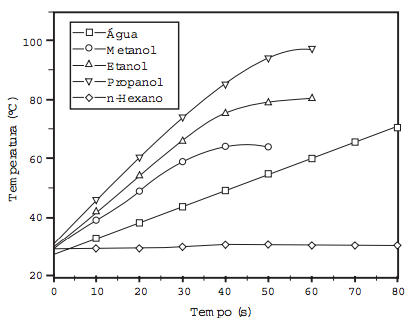 100
80
60
40
20
Temperatura (ºC)
Água
Metanol
Etanol
Propanol
n-Hexano
0 10 20 30 40 50 60 70 80
Tempo (s)